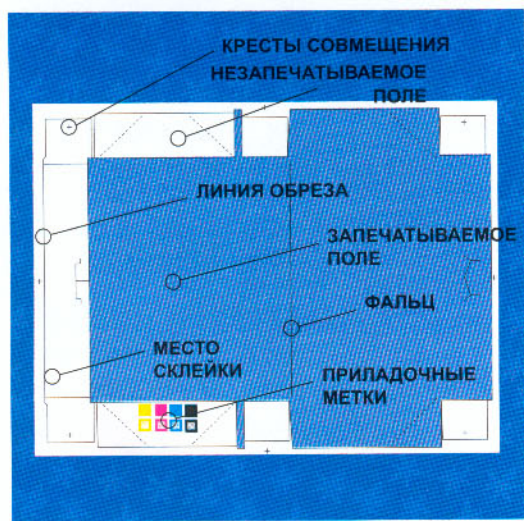 КРЕСТЫ СОВМЕЩЕНИЯ
НЕЗАПЕЧАТЫВАЕМОЕ
ПОЛЕ
ЛИНИЯ ОБРЕЗА
ЗАПЕЧАТЫВАЕМОЕ
ПОЛЕ
ФАЛЬЦ
МЕСТО
СКЛЕЙКИ
ПРИЛАДОЧНЫЕ
МЕТКИ